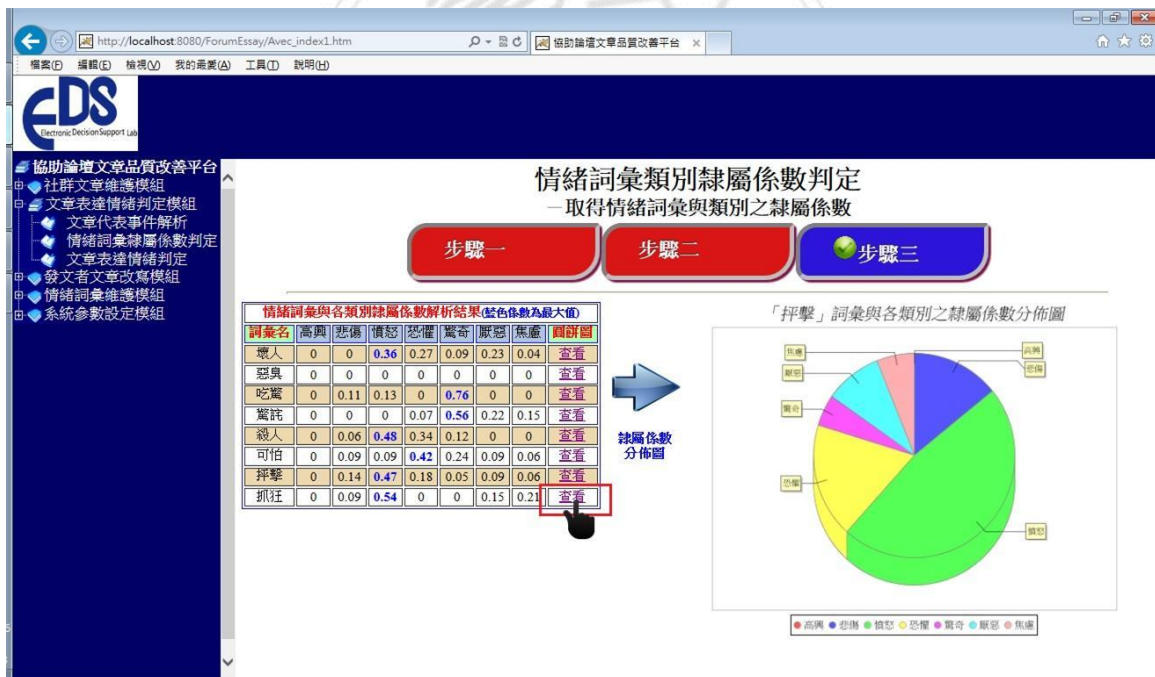 http://localhost:8080/ForumEssay/Avec_index1.htm
協助論壇文章品質改善平台
檔案(F) 編輯(E) 檢視(V) 我的最愛(A) 工具(T) 說明(H)
EDS
Electronic Decision Support Lab
協助論壇文章品質改善平台
社群文章維護模組
文章表達情緒判定模組
文章代表事件解析
情緒詞彙隸屬係數判定
文章表達情緒判定
發文者文章改寫模組
情緒詞彙維護模組
系統參數設定模組
情緒詞彙類別隸屬係數判定
－取得情緒詞彙與類別之隸屬係數
步驟一 步驟二 步驟三
情緒詞彙與各類別隸屬係數解析結果(藍色係數為最大值)
詞彙名 高興 悲傷 憤怒 恐懼 驚奇 厭惡 焦慮 圓餅圖
壞人 0 0 0.36 0.27 0.09 0.23 0.04 查看
惡臭 0 0 0 0 0 0 0 查看
吃驚 0 0.11 0.13 0 0.76 0 0 查看
驚詫 0 0 0 0.07 0.56 0.22 0.15 查看
殺人 0 0.06 0.48 0.34 0.12 0 0 查看
可怕 0 0.09 0.09 0.42 0.24 0.09 0.06 查看
抨擊 0 0.14 0.47 0.18 0.05 0.09 0.06 查看
抓狂 0 0.09 0.54 0 0 0.15 0.21 查看
隸屬係數
分佈圖
「抨擊」詞彙與各類別之隸屬係數分佈圖
焦慮
高興
厭惡
悲傷
驚奇
恐懼
憤怒
高興 悲傷 憤怒 恐懼 驚奇 厭惡 焦慮